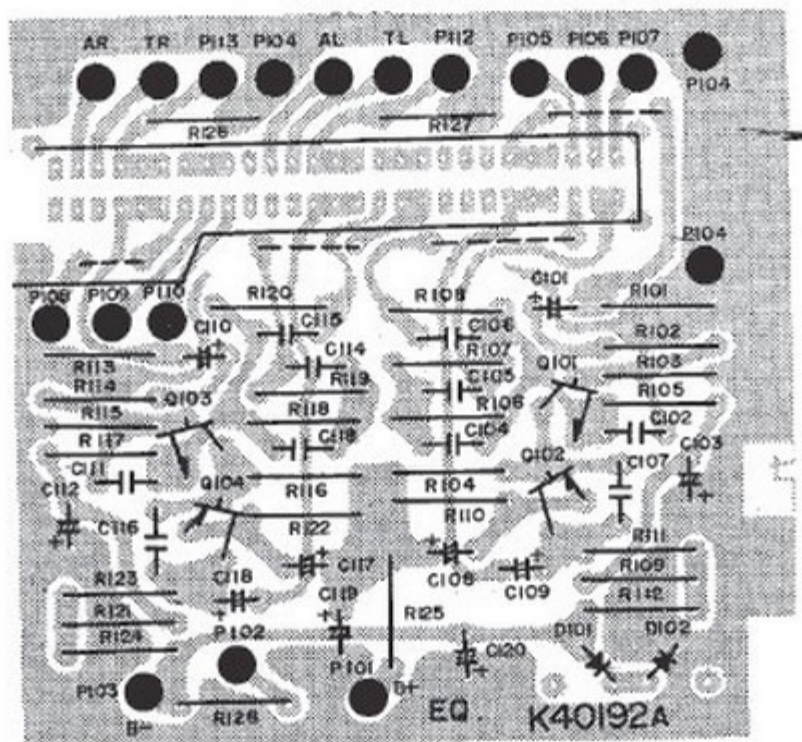 AR TR P113 P104 AL TL P112 P105 P106 P107
P104
R126 R127
P104
P108 P109 P110 R120 R108 C101 R101
C110 C115 C106 R102
R113 C114 R107 Q101 R103
R114 Q103 R119 C105 R105
R115 R118 R106 C102
R117 C113 C104 C103
C111 Q104 Q102 C107
C112 R116 R104
C116 R122 R110
R111
C117 C108 R109
R123 C118 C109
C119 R112
R121 R125 D101 D102
R124 P102 C120
P101
P103 B+
B- R128 EQ. K40192A